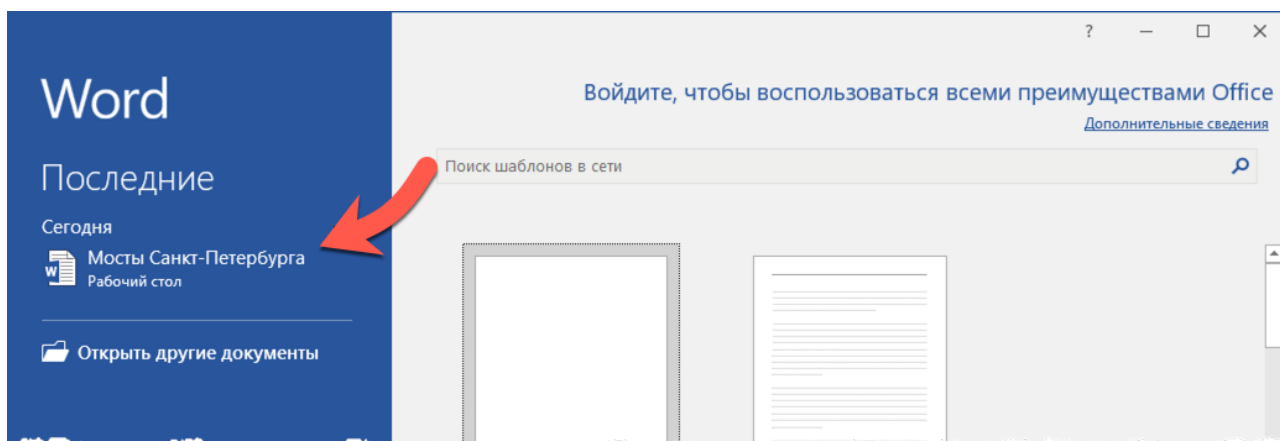 ?
Word
Войдите, чтобы воспользоваться всеми преимуществами Office
Дополнительные сведения
Последние
Поиск шаблонов в сети
Сегодня
W
Мосты Санкт-Петербурга
Рабочий стол
Открыть другие документы